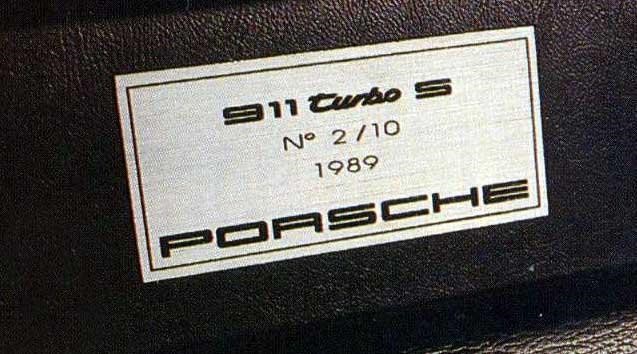 911 turbo S
Nº 2/10
1989
PORSCHE